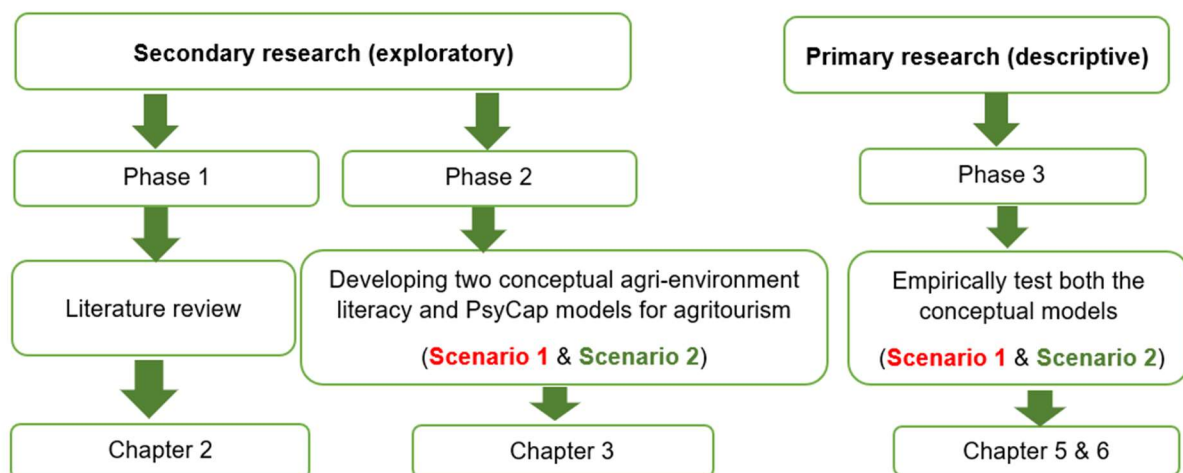 Secondary research (exploratory)
Primary research (descriptive)
Phase 1
Phase 2
Phase 3
Literature review
Developing two conceptual agri-environment
literacy and PsyCap models for agritourism
(Scenario 1 & Scenario 2)
Empirically test both the
conceptual models
(Scenario 1 & Scenario 2)
Chapter 2
Chapter 3
Chapter 5 & 6